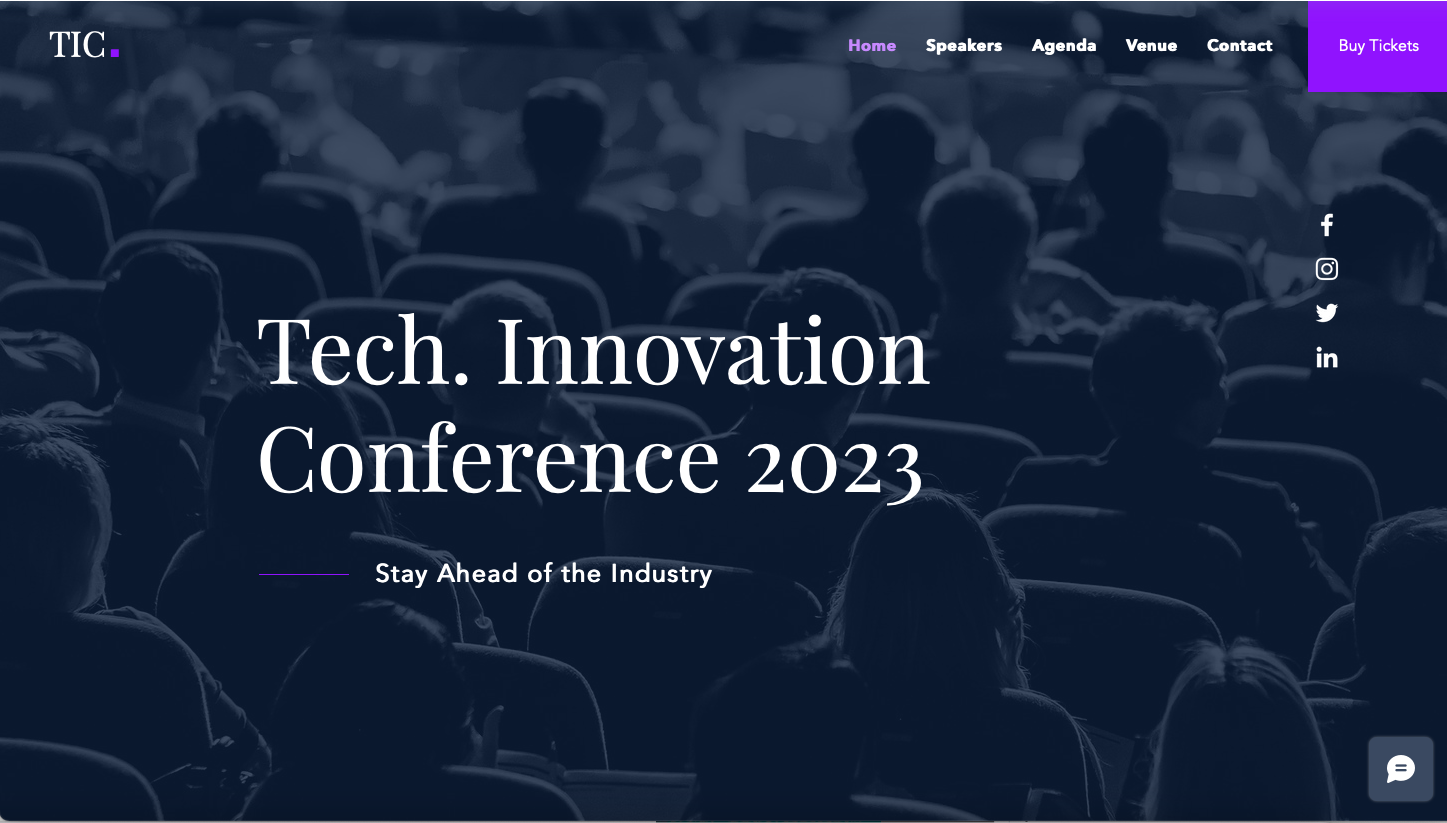 TIC.
Home Speakers Agenda Venue Contact Buy Tickets
Tech. Innovation
Conference 2023
Stay Ahead of the Industry